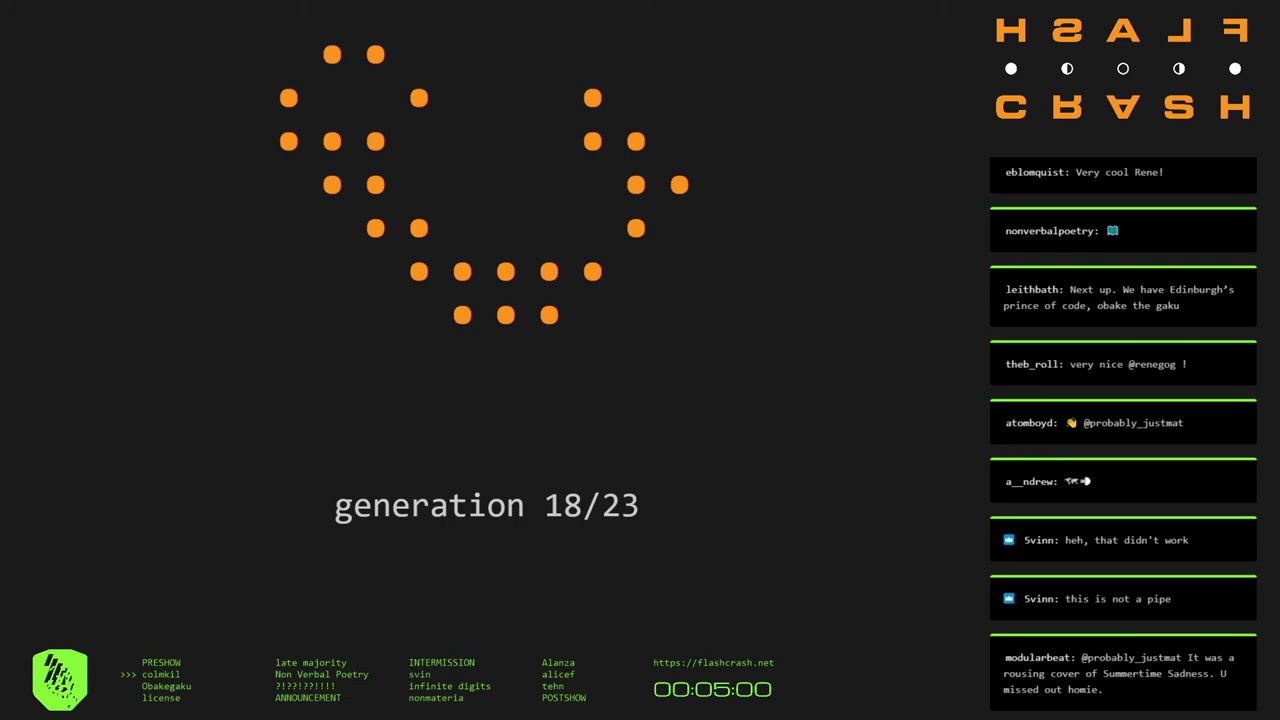 FLASH
CRASH
eblomquist: Very cool Rene!
nonverbalpoetry:
leithbath: Next up. We have Edinburgh’s
prince of code, obake the gaku
theb_roll: very nice @renegog !
atomboyd: 👋 @probably_justmat
a__ndrew:
5vinn: heh, that didn't work
5vinn: this is not a pipe
modularbeat: @probably_justmat It was a
rousing cover of Summertime Sadness. U
missed out homie.
generation 18/23
PRESHOW
>>> colmkil
Obakegaku
license
late majority
Non Verbal Poetry
?!??!??!!!!
ANNOUNCEMENT
INTERMISSION
svin
infinite digits
nonmateria
Alanza
alicef
tehn
POSTSHOW
https://flashcrash.net
00:05:00